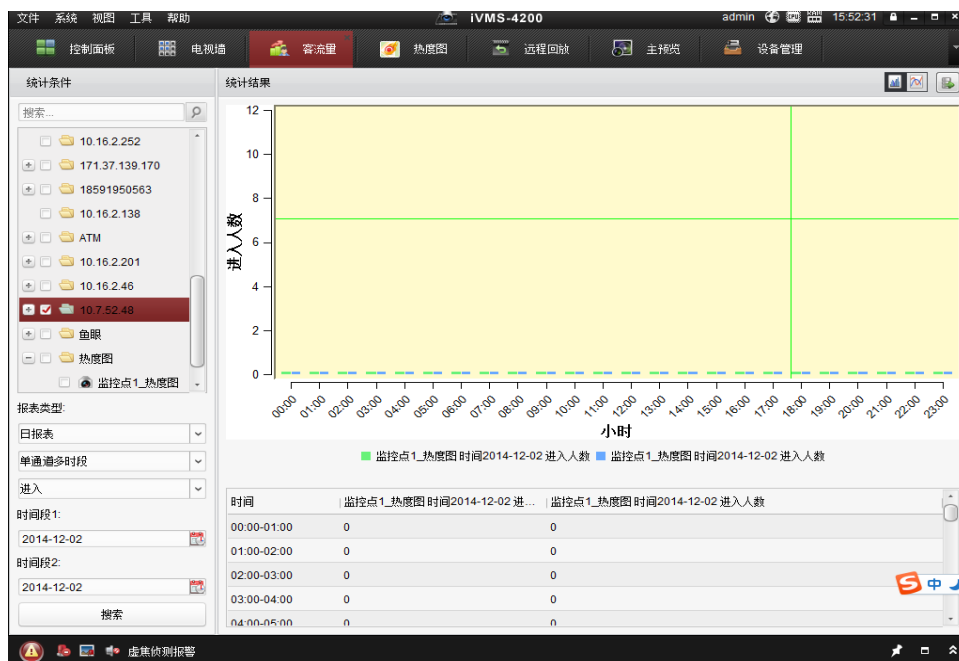 文件 系统 视图 工具 帮助 iVMS-4200 admin 15:52:31
控制面板 电视墙 客流量 热度图 远程回放 主预览 设备管理
统计条件
搜索...
10.16.2.252
171.37.139.170
18591950563
10.16.2.138
ATM
10.16.2.201
10.16.2.46
10.7.52.48
鱼眼
热度图
监控点1_热度图
报表类型:
日报表
单通道多时段
进入
时间段1:
2014-12-02
时间段2:
2014-12-02
搜索
统计结果
进入人数
12
10
8
6
4
2
0
00:00 01:00 02:00 03:00 04:00 05:00 06:00 07:00 08:00 09:00 10:00 11:00 12:00 13:00 14:00 15:00 16:00 17:00 18:00 19:00 20:00 21:00 22:00 23:00
小时
监控点1_热度图 时间2014-12-02 进入人数 监控点1_热度图 时间2014-12-02 进入人数
时间 监控点1_热度图 时间2014-12-02 进... 监控点1_热度图 时间2014-12-02 进入人数
00:00-01:00 0 0
01:00-02:00 0 0
02:00-03:00 0 0
03:00-04:00 0 0
04:00-05:00 0 0
中
虚焦侦测报警